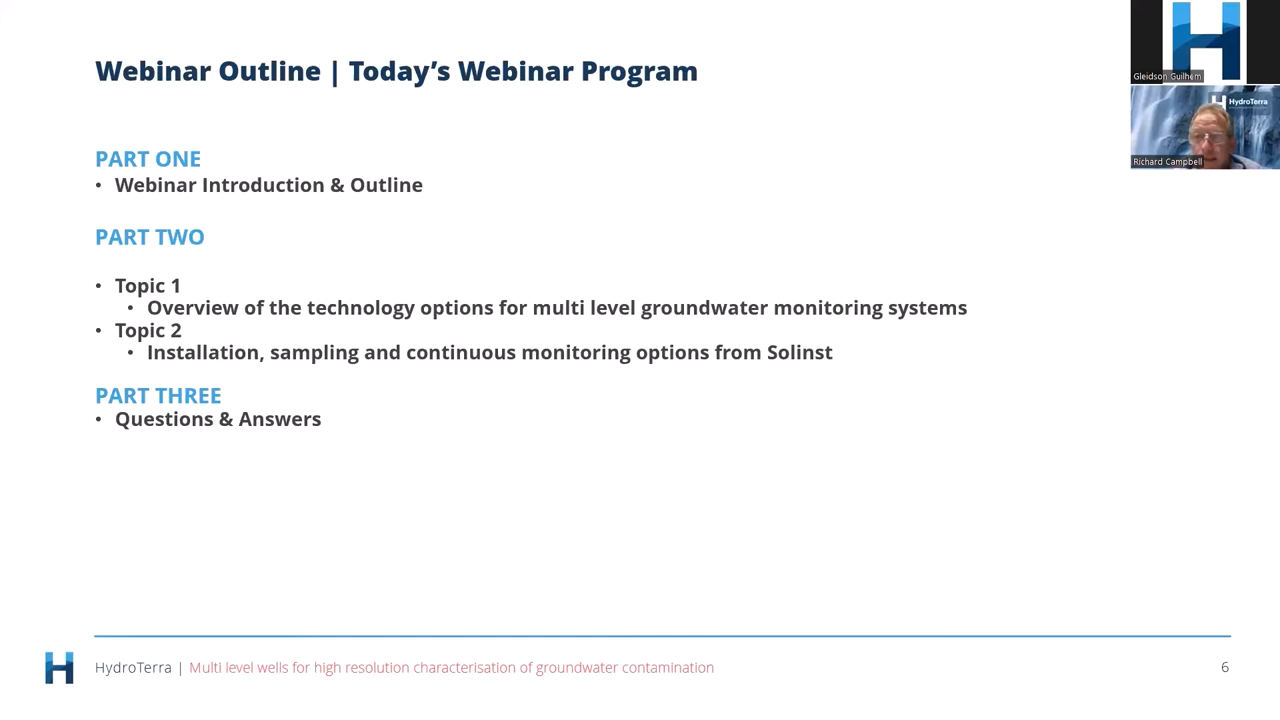 Webinar Outline | Today's Webinar Program
PART ONE
• Webinar Introduction & Outline
PART TWO
• Topic 1
• Overview of the technology options for multi level groundwater monitoring systems
• Topic 2
• Installation, sampling and continuous monitoring options from Solinst
PART THREE
• Questions & Answers
HydroTerra | Multi level wells for high resolution characterisation of groundwater contamination
6
Gleidson Guilhem
HydroTerra
Richard Campbell